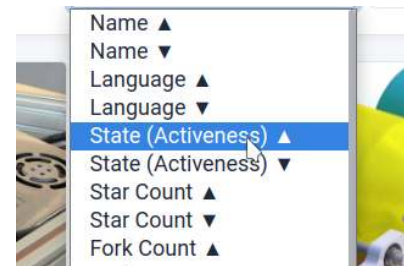 Name ▲
Name ▼
Language ▲
Language ▼
State (Activeness) ▲
State (Activeness) ▼
Star Count ▲
Star Count ▼
Fork Count ▲